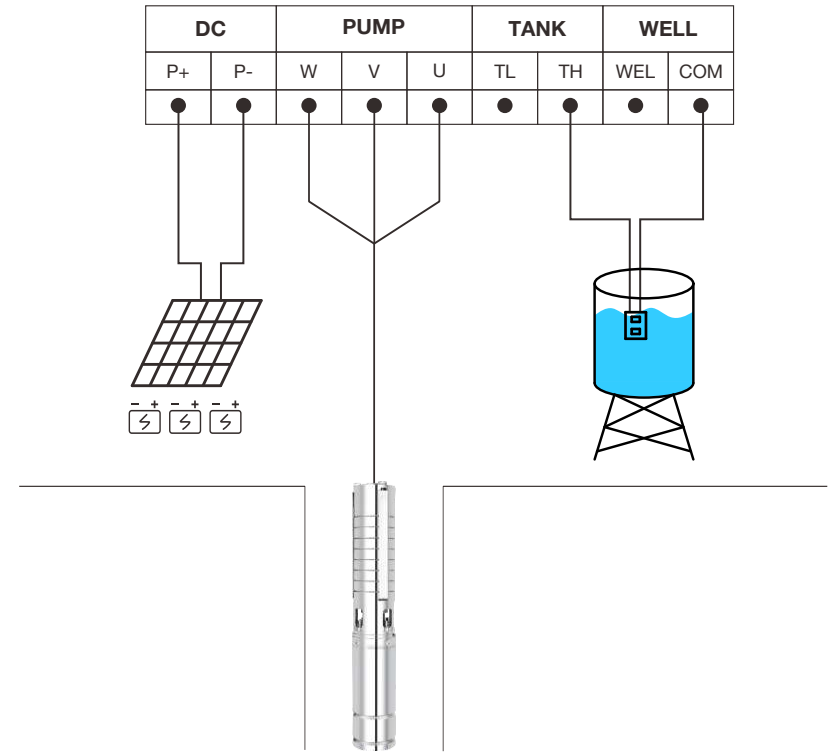 DC PUMP TANK WELL
P+ P- W V U TL TH WEL COM
- + - + - +